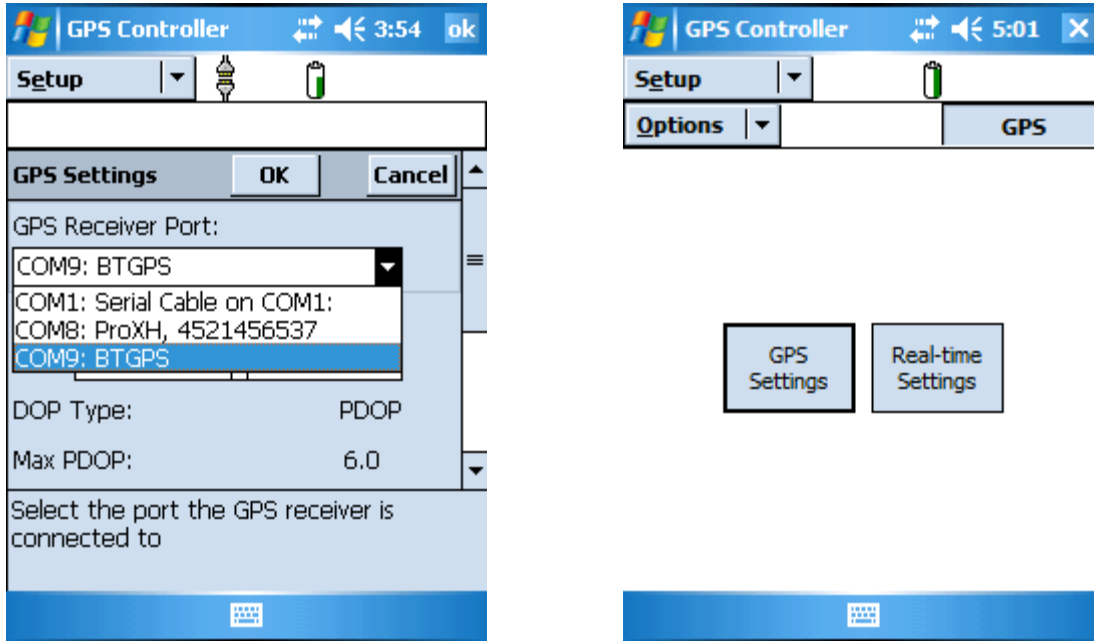 GPS Controller 3:54 ok
Setup
GPS Settings OK Cancel
GPS Receiver Port:
COM9: BTGPS
COM1: Serial Cable on COM1:
COM8: ProXH, 4521456537
COM9: BTGPS
DOP Type: PDOP
Max PDOP: 6.0
Select the port the GPS receiver is
connected to
GPS Controller 5:01
Setup
Options GPS
GPS
Settings
Real-time
Settings